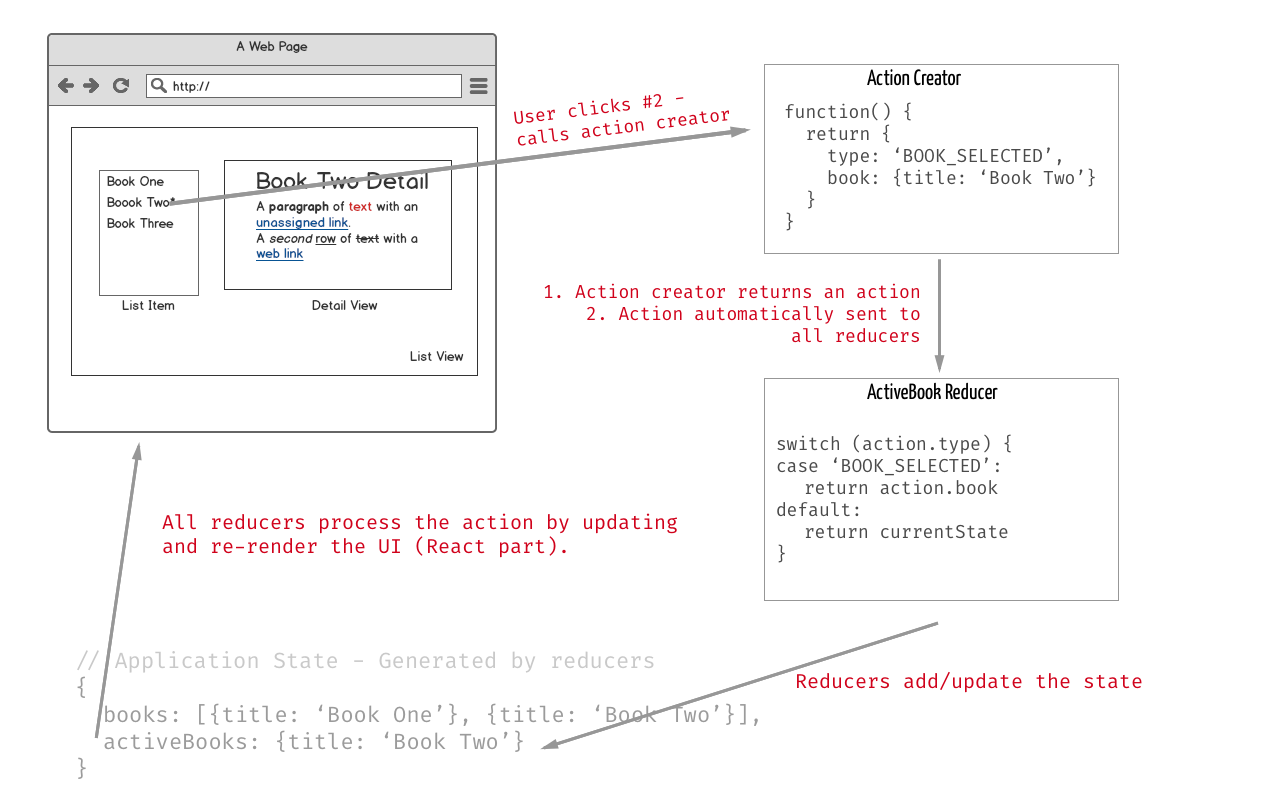 A Web Page
http://
Book One
Boook Two*
Book Three
List Item
Book Two Detail
A paragraph of text with an
unassigned link.
A second row of text with a
web link
Detail View
List View
User clicks #2 -
calls action creator
Action Creator
function() {
return {
type: ‘BOOK_SELECTED’,
book: {title: ‘Book Two’}
}
}
1. Action creator returns an action
2. Action automatically sent to
all reducers
ActiveBook Reducer
switch (action.type) {
case ‘BOOK_SELECTED’:
return action.book
default:
return currentState
}
All reducers process the action by updating
and re-render the UI (React part).
Reducers add/update the state
// Application State - Generated by reducers
{
books: [{title: ‘Book One’}, {title: ‘Book Two’}],
activeBooks: {title: ‘Book Two’}
}